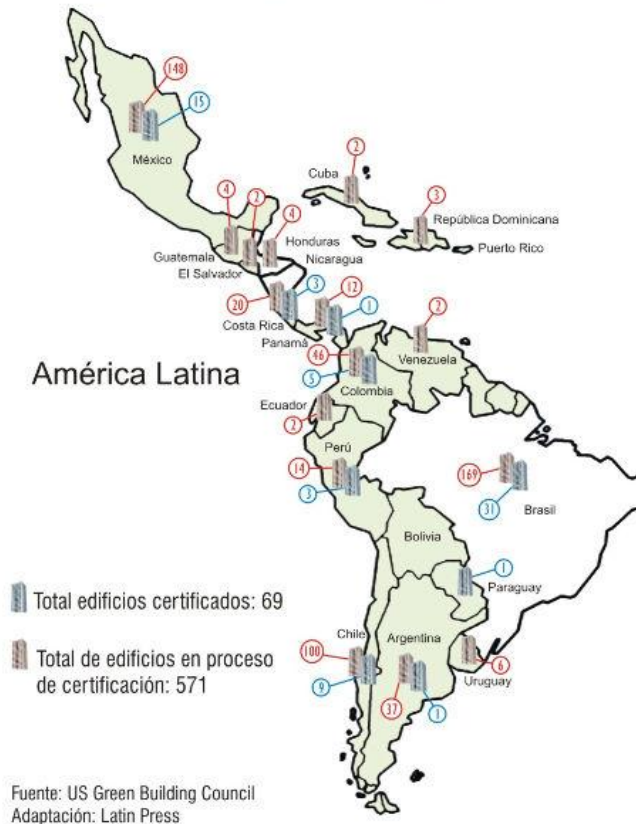 148
15
México
2
Cuba
3
República Dominicana
Puerto Rico
4
2
4
Guatemala
Honduras
El Salvador
Nicaragua
20
3
12
1
Costa Rica
Panamá
2
Venezuela
46
5
Colombia
América Latina
Ecuador
2
Perú
14
3
169
31
Brasil
Bolivia
1
Paraguay
Total edificios certificados: 69
Total de edificios en proceso
de certificación: 571
Chile
100
9
Argentina
37
1
6
Uruguay
Fuente: US Green Building Council
Adaptación: Latin Press